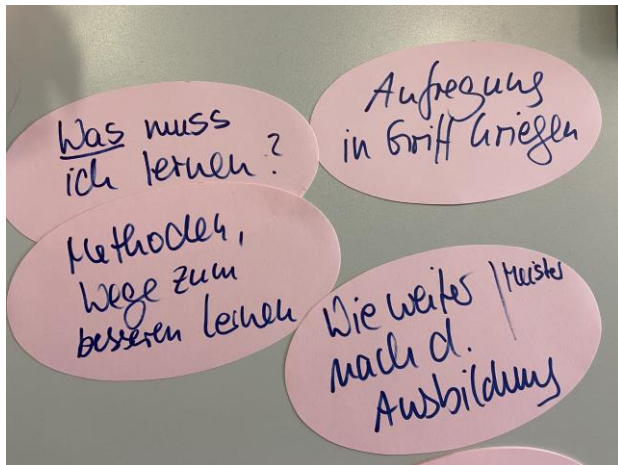 Was muss
ich lernen?
Aufregung
in Griff kriegen
Methoden,
Wege zum
besseren Lernen
Wie weiter | Meister
nach d.
Ausbildung